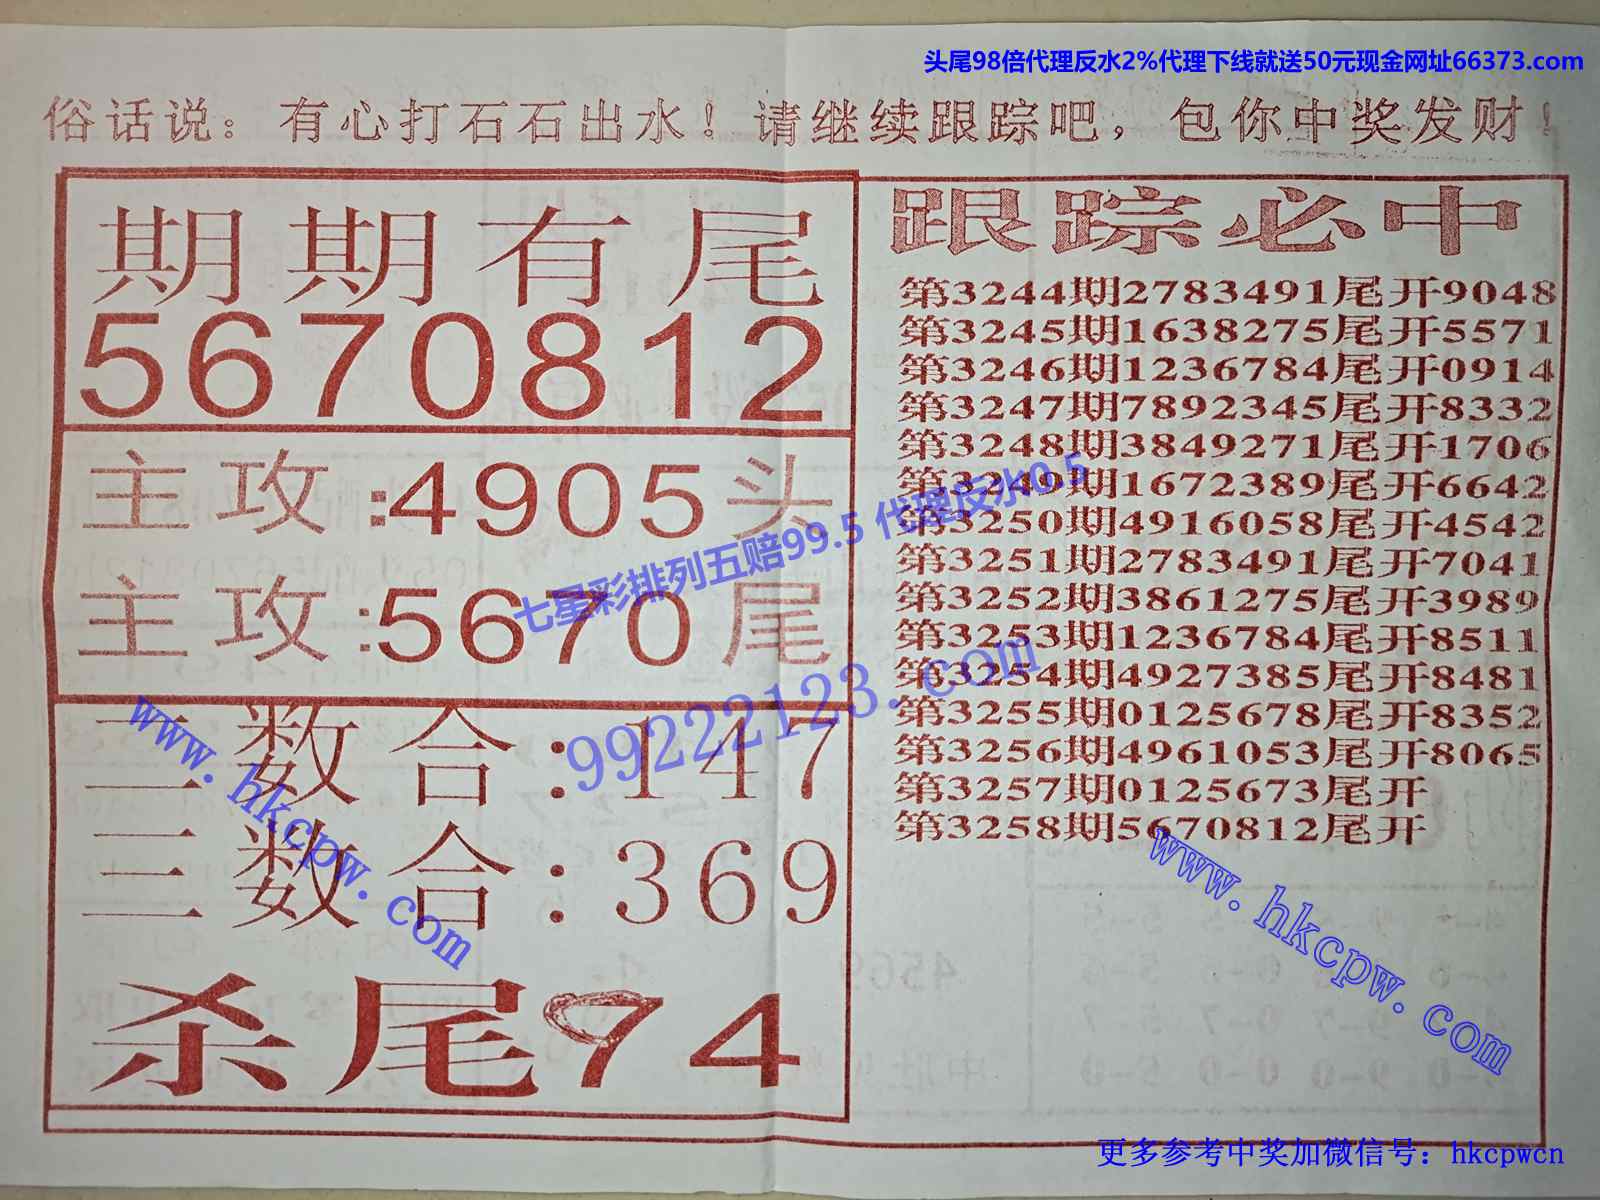 头尾98倍代理反水2%代理下线就送50元现金网址66373.com
俗话说：有心打石石出水！请继续跟踪吧，包你中奖发财！
期期有尾
5670812
主攻:4905头
主攻:5670尾
二数合:147
三数合:369
杀尾74
跟踪必中
第3244期2783491尾开9048
第3245期1638275尾开5571
第3246期1236784尾开0914
第3247期7892345尾开8332
第3248期3849271尾开1706
第3249期1672389尾开6642
第3250期4916058尾开4542
第3251期2783491尾开7041
第3252期3861275尾开3989
第3253期1236784尾开8511
第3254期4927385尾开8481
第3255期0125678尾开8352
第3256期4961053尾开8065
第3257期0125673尾开
第3258期5670812尾开
七星彩排列五赔99.5 代理反水0.5
99222123.com
www.hkcpw.com
www.hkcpw.com
更多参考中奖加微信号：hkcpwcn